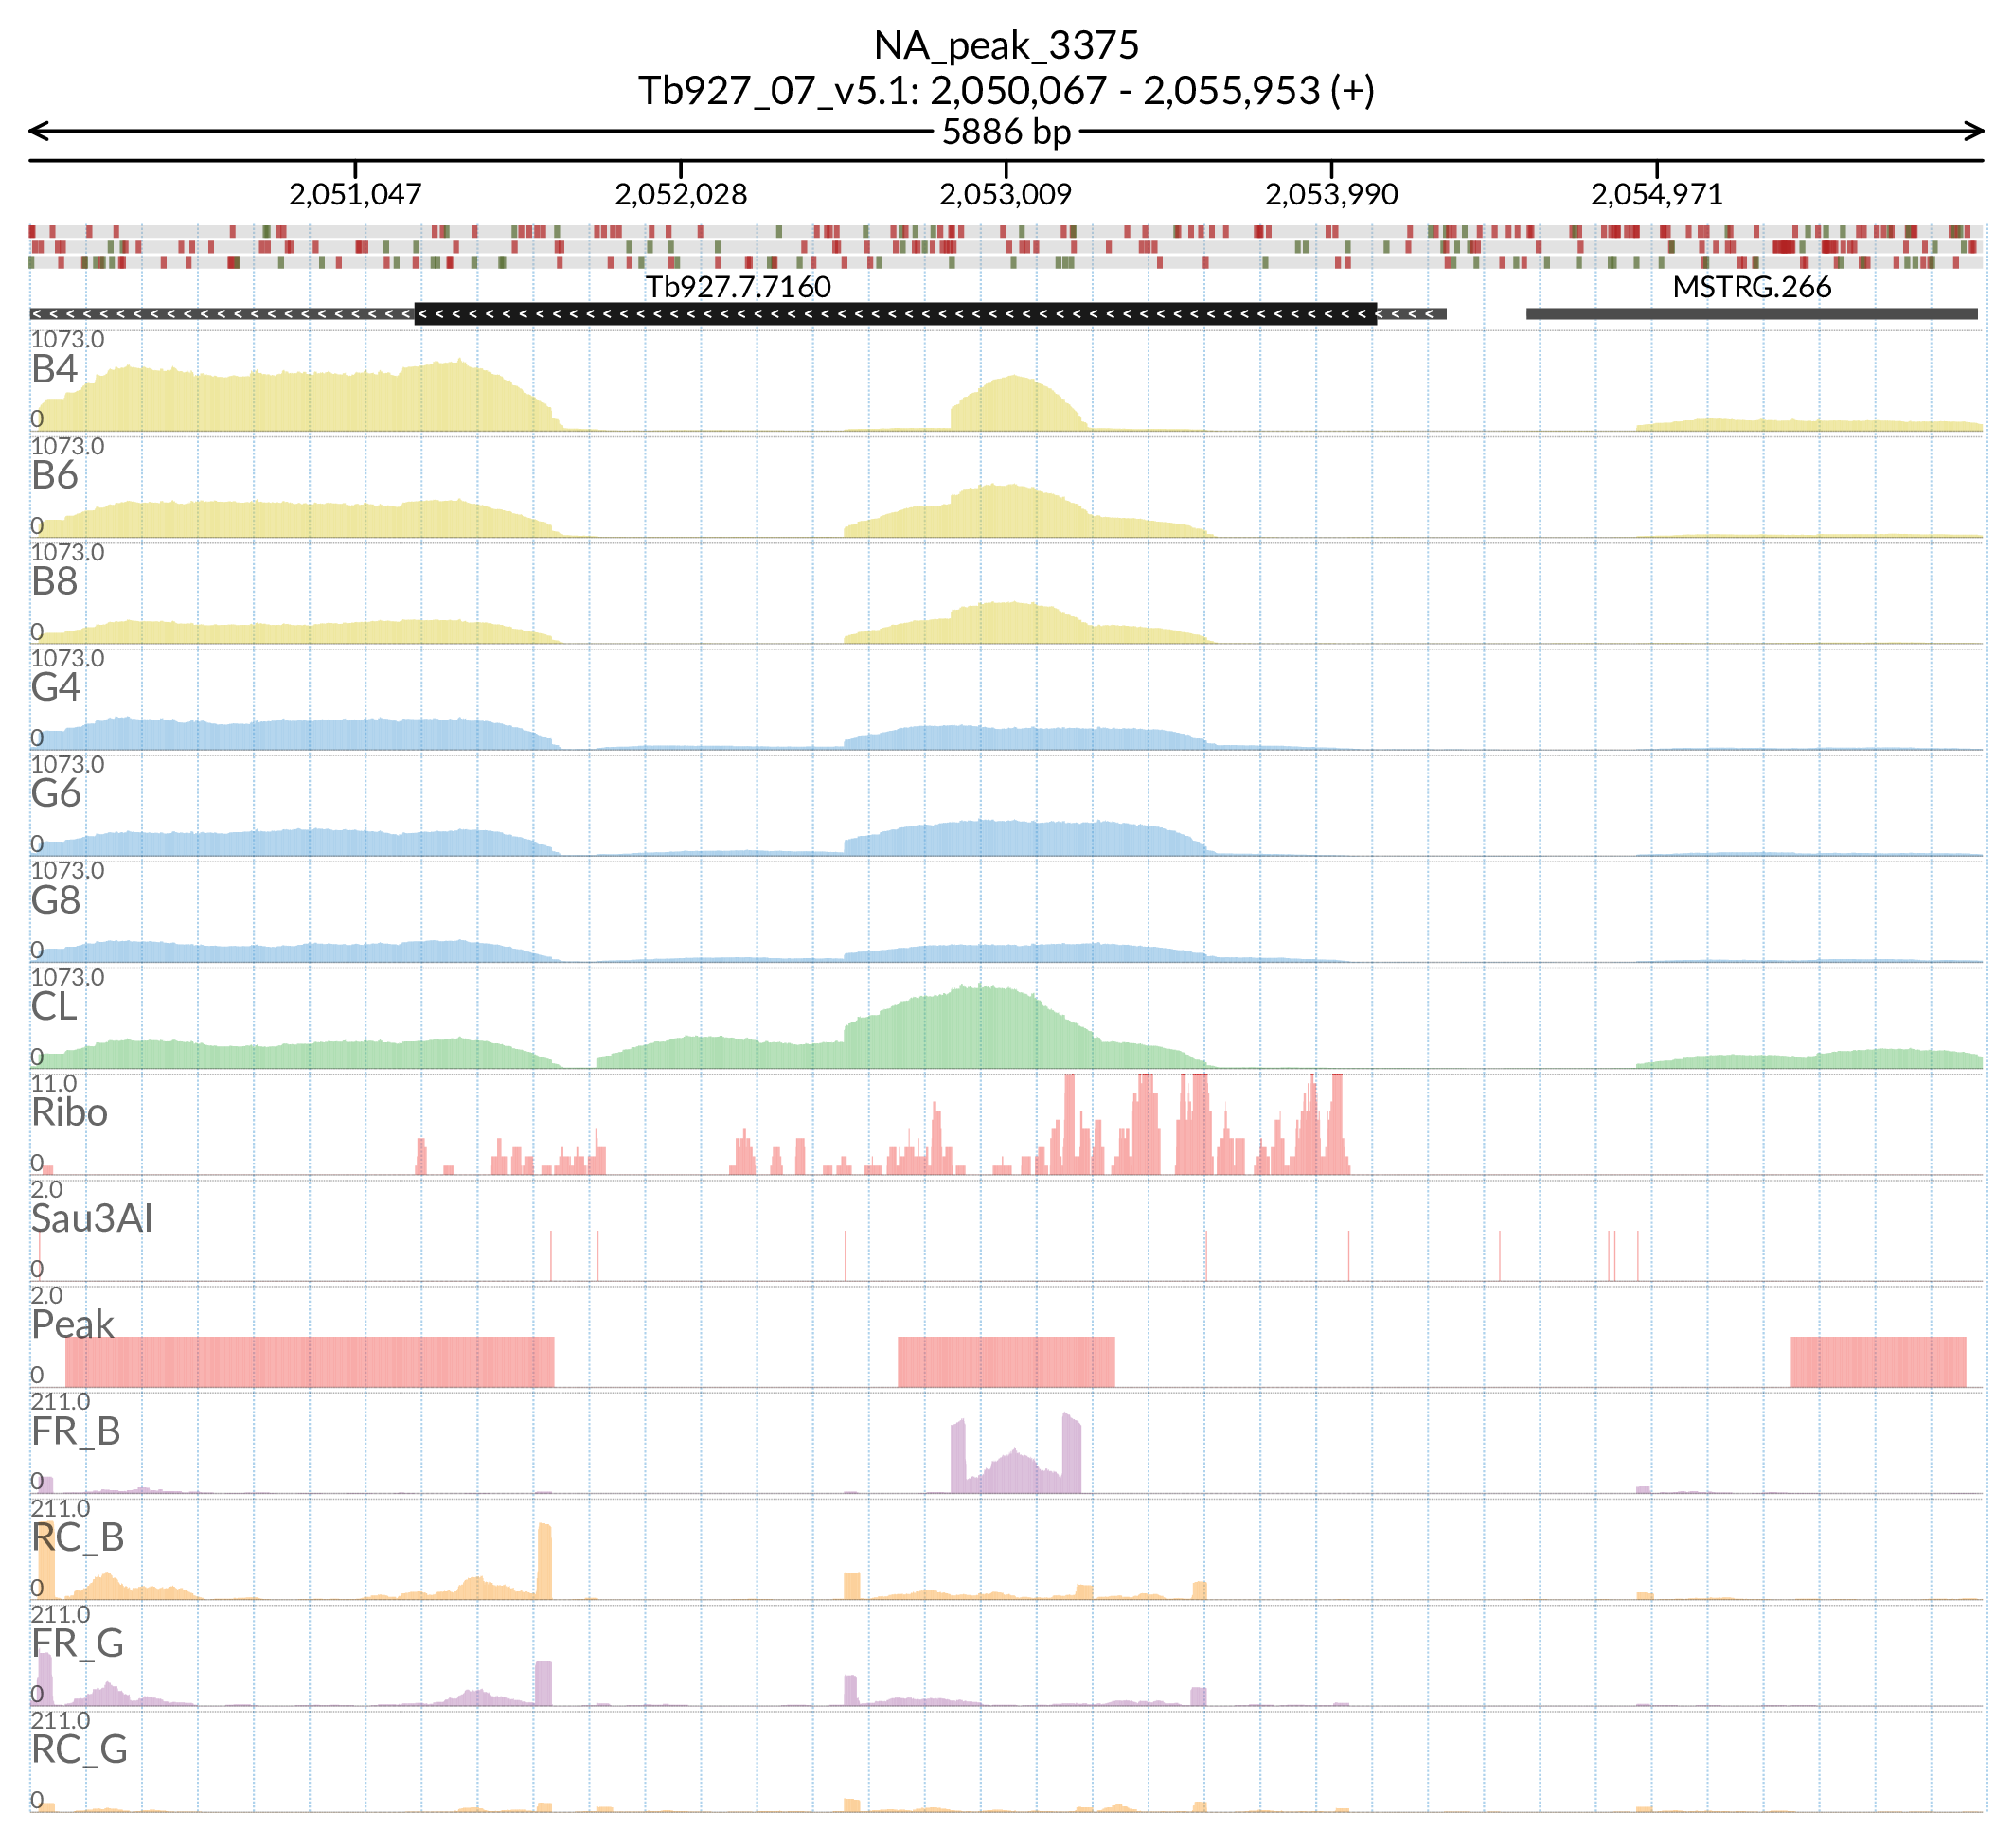 NA_peak_3375
Tb927_07_v5.1: 2,050,067 - 2,055,953 (+)
5886 bp
2,051,047 2,052,028 2,053,009 2,053,990 2,054,971
Tb927.7.7160 MSTRG.266
1073.0
B4
0
1073.0
B6
0
1073.0
B8
0
1073.0
G4
0
1073.0
G6
0
1073.0
G8
0
1073.0
CL
0
11.0
Ribo
0
2.0
Sau3AI
0
2.0
Peak
0
211.0
FR_B
0
211.0
RC_B
0
211.0
FR_G
0
211.0
RC_G
0